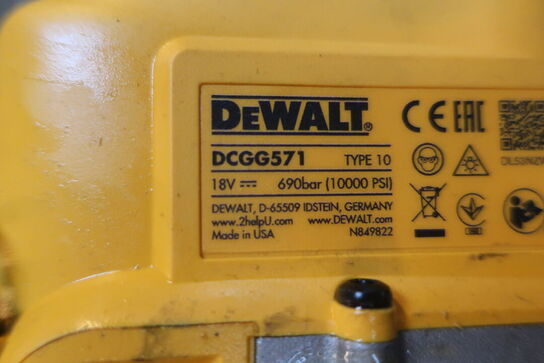 DEWALT®
CE EAC
DCGG571 TYPE 10
18V ⎓ 690bar (10000 PSI)
DEWALT, D-65509 IDSTEIN, GERMANY
www.2helpU.com www.DEWALT.com
Made in USA N849822